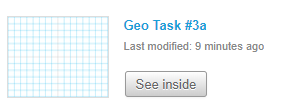 Geo Task #3a
Last modified: 9 minutes ago
See inside